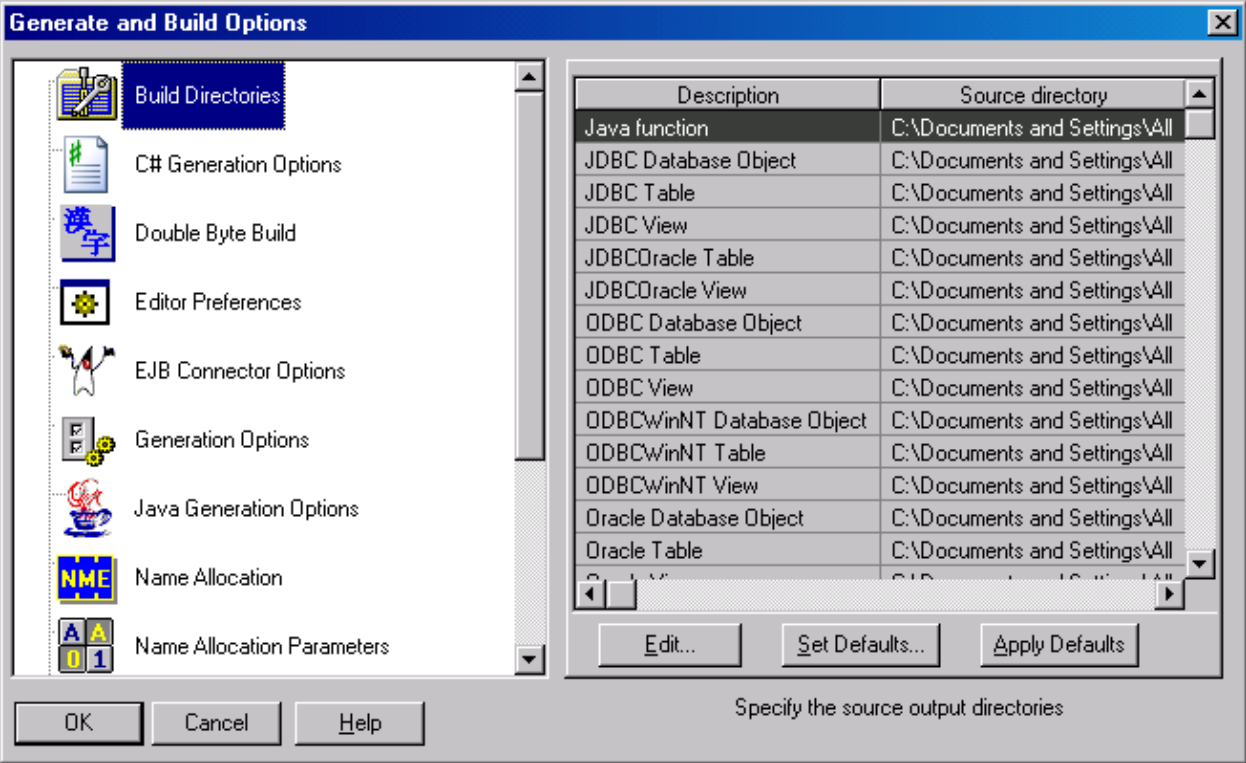 Generate and Build Options
Build Directories
C# Generation Options
漢字
Double Byte Build
Editor Preferences
EJB Connector Options
Generation Options
Java Generation Options
NME
Name Allocation
A A
0 1
Name Allocation Parameters
Description Source directory
Java function C:\Documents and Settings\All
JDBC Database Object C:\Documents and Settings\All
JDBC Table C:\Documents and Settings\All
JDBC View C:\Documents and Settings\All
JDBCOracle Table C:\Documents and Settings\All
JDBCOracle View C:\Documents and Settings\All
ODBC Database Object C:\Documents and Settings\All
ODBC Table C:\Documents and Settings\All
ODBC View C:\Documents and Settings\All
ODBCWinNT Database Object C:\Documents and Settings\All
ODBCWinNT Table C:\Documents and Settings\All
ODBCWinNT View C:\Documents and Settings\All
Oracle Database Object C:\Documents and Settings\All
Oracle Table C:\Documents and Settings\All
Edit... Set Defaults... Apply Defaults
Specify the source output directories
OK Cancel Help